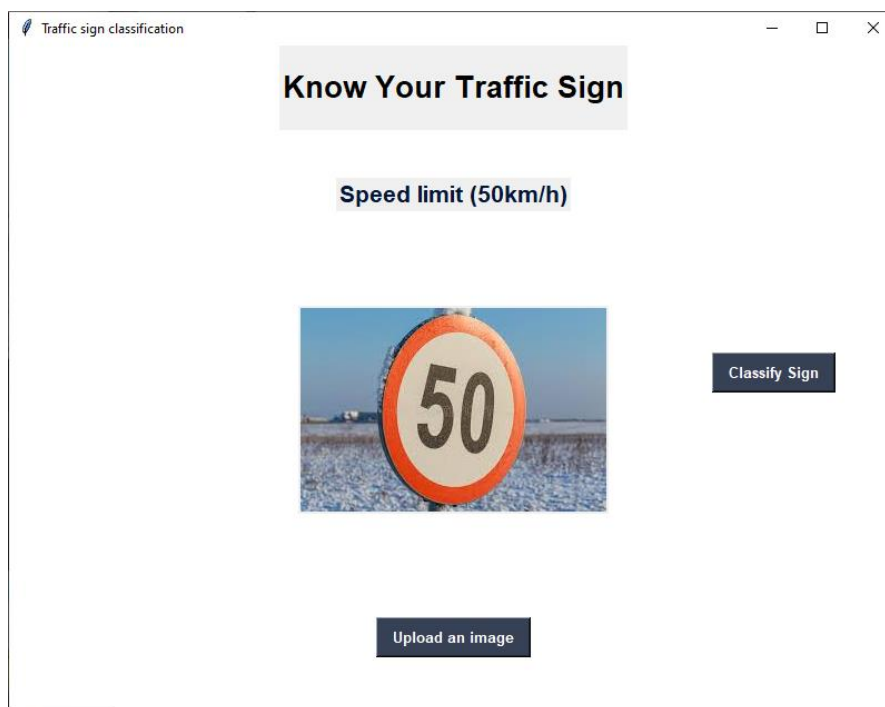 Traffic sign classification
Know Your Traffic Sign
Speed limit (50km/h)
50
Classify Sign
Upload an image